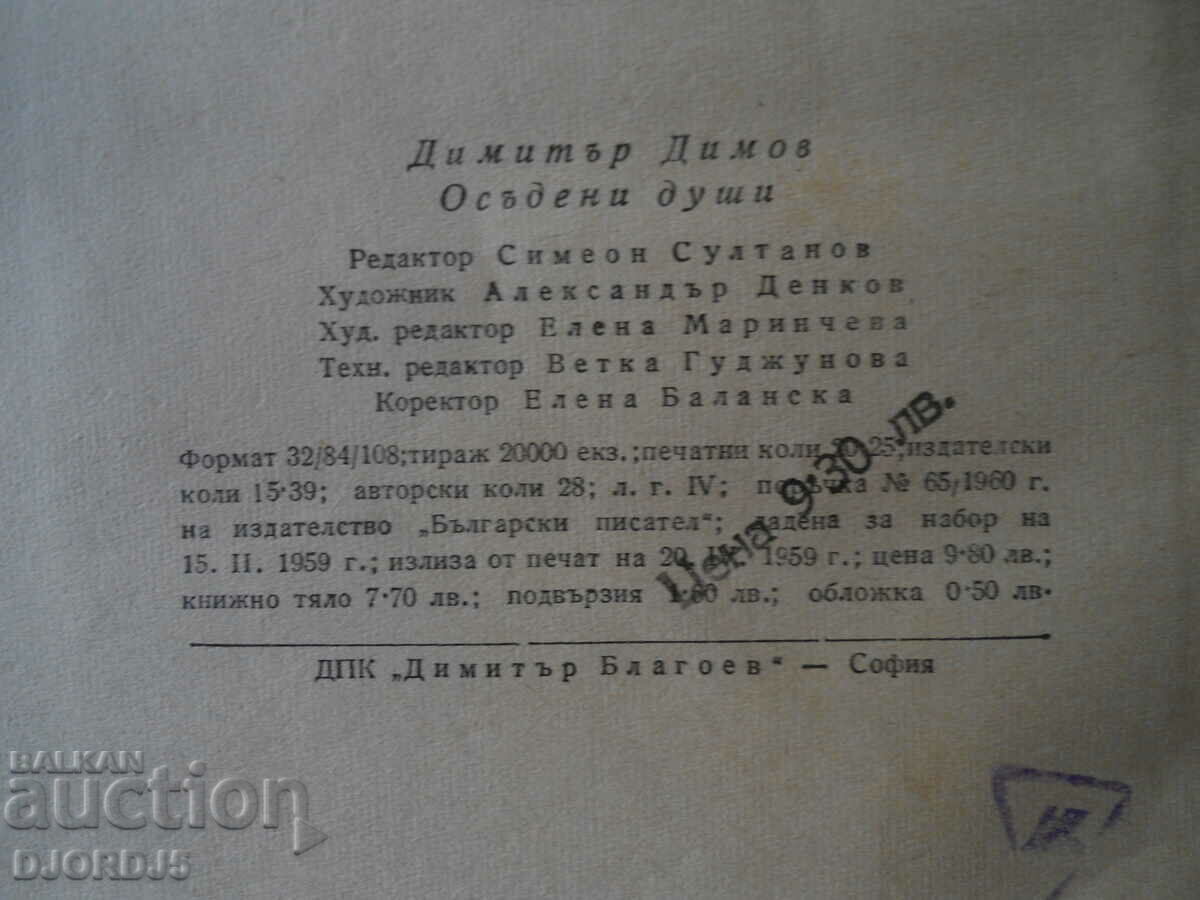 Димитър Димов
Осъдени души
Редактор Симеон Султанов
Художник Александър Денков
Худ. редактор Елена Маринчева
Техн. редактор Ветка Гуджунова
Коректор Елена Баланска
Формат 32/84/108; тираж 20000 екз.; печатни коли издателски
коли 15·39; авторски коли 28; л. г. IV; поръчка № 65/1960 г.
на издателство „Български писател“; дадена за набор на
15. II. 1959 г.; излиза от печат на 20. 1959 г.; цена 9·80 лв.;
книжно тяло 7·70 лв.; подвързия 1·60 лв.; обложка 0·50 лв.
Цена 9·30 лв.
ДПК „Димитър Благоев“ — София
BALKAN
auction
DJORDJ5